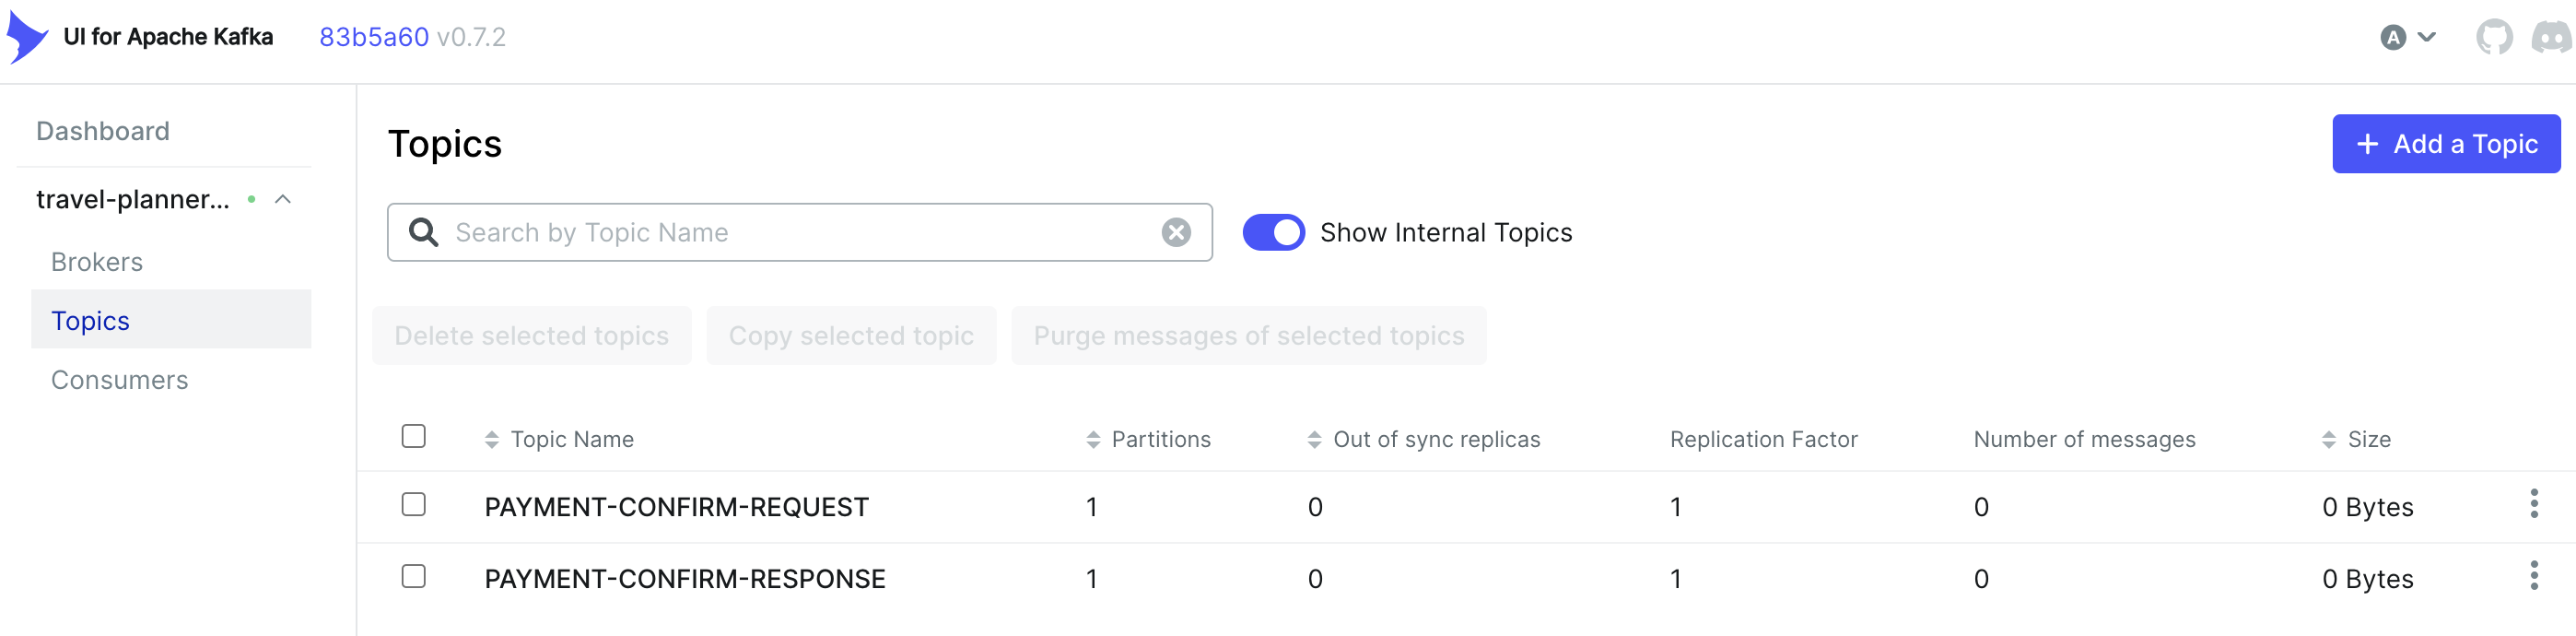 UI for Apache Kafka 83b5a60 v0.7.2 A
Dashboard
travel-planner...
Brokers
Topics
Consumers
Topics
Add a Topic
Search by Topic Name
Show Internal Topics
Delete selected topics Copy selected topic Purge messages of selected topics
Topic Name Partitions Out of sync replicas Replication Factor Number of messages Size
PAYMENT-CONFIRM-REQUEST 1 0 1 0 0 Bytes
PAYMENT-CONFIRM-RESPONSE 1 0 1 0 0 Bytes